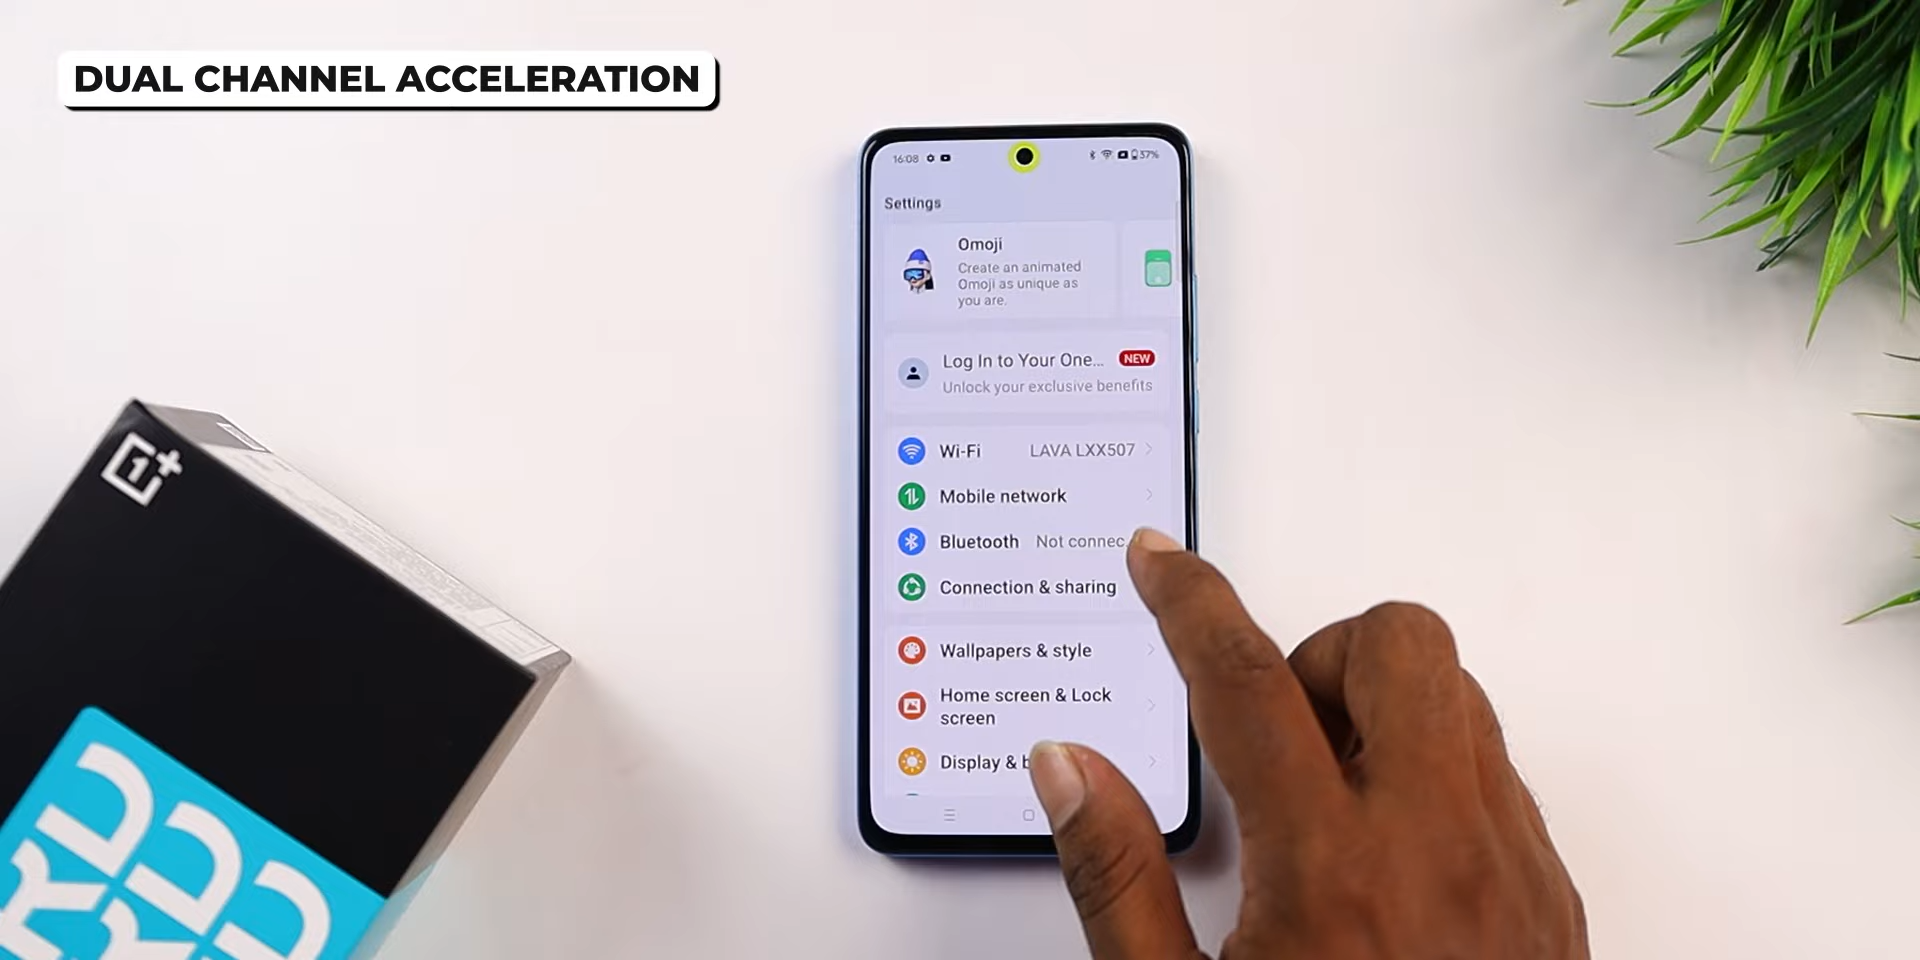 DUAL CHANNEL ACCELERATION
16:08
37%
Settings
Omoji
Create an animated
Omoji as unique as
you are.
Log In to Your One...
NEW
Unlock your exclusive benefits
Wi-Fi
LAVA LXX507
Mobile network
Bluetooth
Not connec
Connection & sharing
Wallpapers & style
Home screen & Lock
screen
Display & b
1+